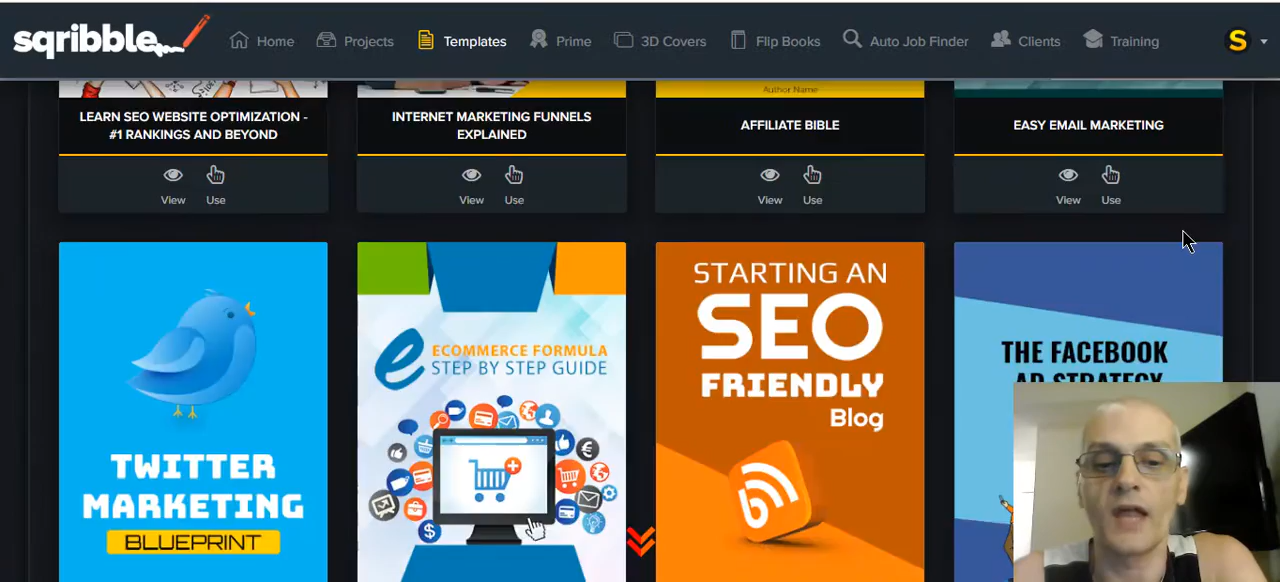 sqribble
Home
Projects
Templates
Prime
3D Covers
Flip Books
Auto Job Finder
Clients
Training
S
Author Name
LEARN SEO WEBSITE OPTIMIZATION -
#1 RANKINGS AND BEYOND
INTERNET MARKETING FUNNELS
EXPLAINED
AFFILIATE BIBLE
EASY EMAIL MARKETING
View
Use
View
Use
View
Use
View
Use
TWITTER
MARKETING
BLUEPRINT
e
ECOMMERCE FORMULA
STEP BY STEP GUIDE
STARTING AN
SEO
FRIENDLY
Blog
THE FACEBOOK
AD STRATEGY